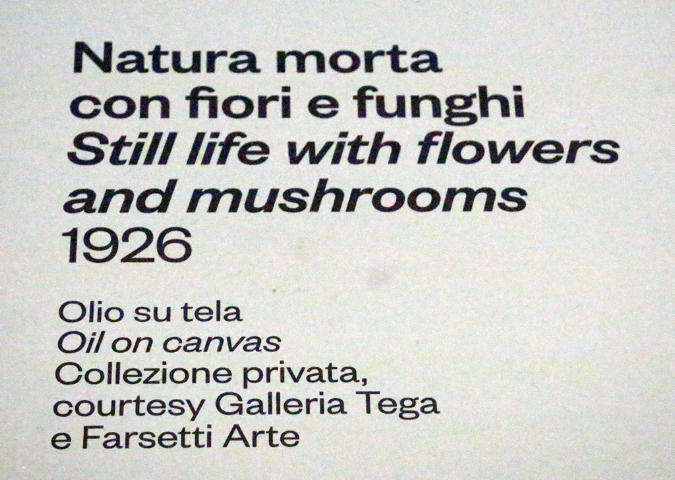 Natura morta
con fiori e funghi
Still life with flowers
and mushrooms
1926
Olio su tela
Oil on canvas
Collezione privata,
courtesy Galleria Tega
e Farsetti Arte